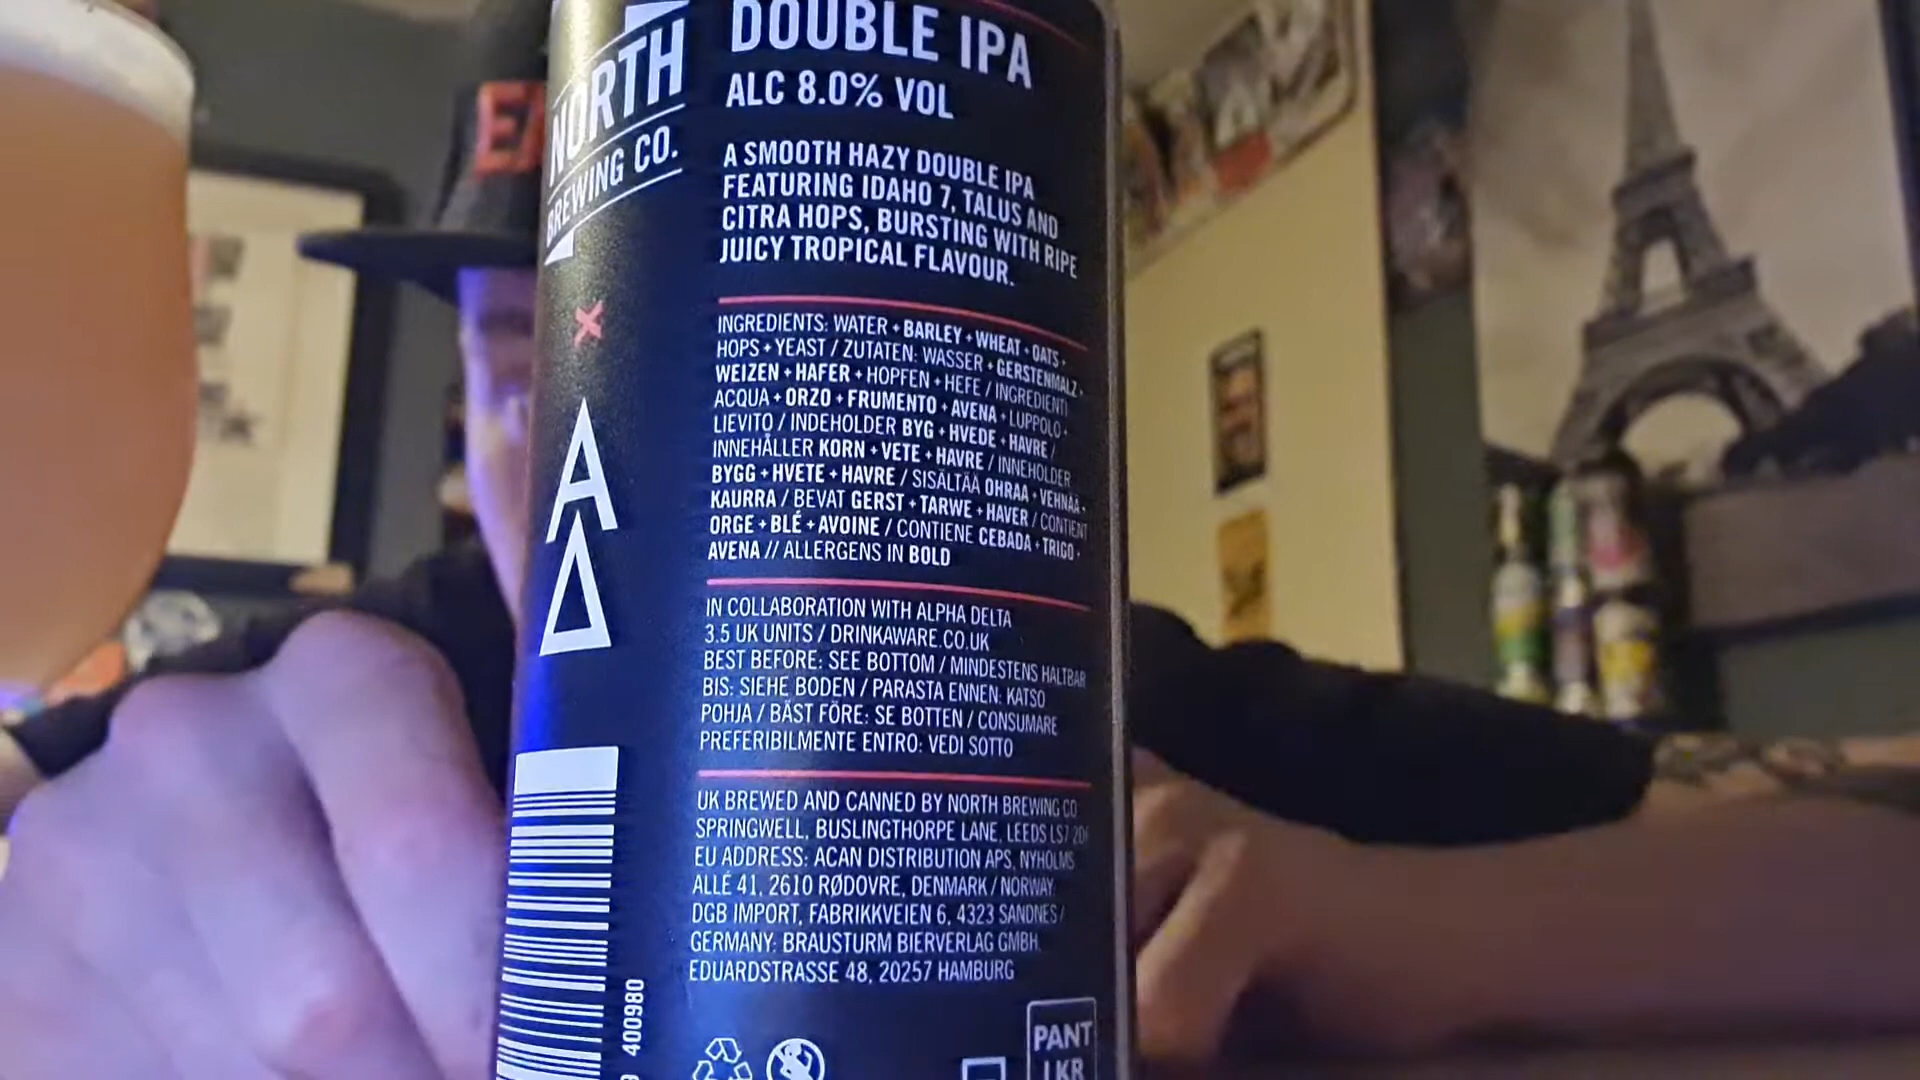 NORTH
BREWING CO.
DOUBLE IPA
ALC 8.0% VOL
A SMOOTH HAZY DOUBLE IPA
FEATURING IDAHO 7, TALUS AND
CITRA HOPS, BURSTING WITH RIPE
JUICY TROPICAL FLAVOUR.
INGREDIENTS: WATER + BARLEY + WHEAT + OATS +
HOPS + YEAST / ZUTATEN: WASSER + GERSTENMALZ +
WEIZEN + HAFER + HOPFEN + HEFE / INGREDIENTI
ACQUA + ORZO + FRUMENTO + AVENA + LUPPOLO +
LIEVITO / INDEHOLDER BYG + HVEDE + HAVRE /
INNEHÅLLER KORN + VETE + HAVRE / INNEHOLDER
BYGG + HVETE + HAVRE / SISÄLTÄÄ OHRAA + VEHNÄÄ +
KAURRA / BEVAT GERST + TARWE + HAVER / CONTIENT
ORGE + BLÉ + AVOINE / CONTIENE CEBADA + TRIGO +
AVENA // ALLERGENS IN BOLD
IN COLLABORATION WITH ALPHA DELTA
3.5 UK UNITS / DRINKAWARE.CO.UK
BEST BEFORE: SEE BOTTOM / MINDESTENS HALTBAR
BIS: SIEHE BODEN / PARASTA ENNEN: KATSO
POHJA / BÄST FÖRE: SE BOTTEN / CONSUMARE
PREFERIBILMENTE ENTRO: VEDI SOTTO
UK BREWED AND CANNED BY NORTH BREWING CO
SPRINGWELL, BUSLINGTHORPE LANE, LEEDS LS7
EU ADDRESS: ACAN DISTRIBUTION APS, NYHOLMS
ALLÉ 41, 2610 RØDOVRE, DENMARK / NORWAY
DGB IMPORT, FABRIKKVEIEN 6, 4323 SANDNES /
GERMANY: BRAUSTURM BIERVERLAG GMBH,
EDUARDSTRASSE 48, 20257 HAMBURG
400980
PANT
1 KR